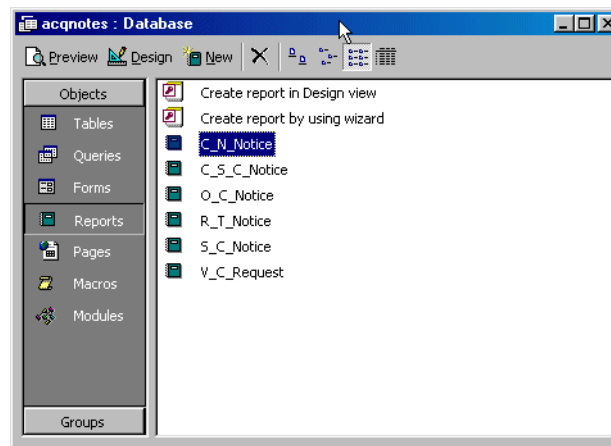 acqnotes : Database
Preview Design New
Objects
Tables
Queries
Forms
Reports
Pages
Macros
Modules
Groups
Create report in Design view
Create report by using wizard
C_N_Notice
C_S_C_Notice
O_C_Notice
R_T_Notice
S_C_Notice
V_C_Request